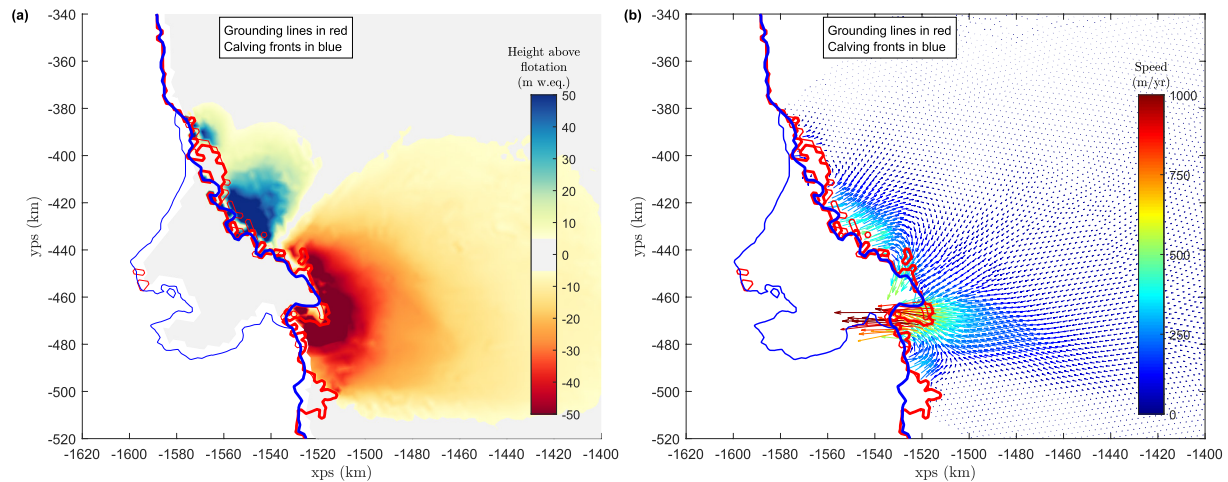 (a)
Grounding lines in red
Calving fronts in blue
Height above
flotation
(m w.eq.)
50
40
30
20
10
0
-10
-20
-30
-40
-50
-340
-360
-380
-400
-420
-440
-460
-480
-500
-520
yps (km)
-1620 -1600 -1580 -1560 -1540 -1520 -1500 -1480 -1460 -1440 -1420 -1400
xps (km)
(b)
Grounding lines in red
Calving fronts in blue
Speed
(m/yr)
1000
750
500
250
0
-340
-360
-380
-400
-420
-440
-460
-480
-500
-520
yps (km)
-1620 -1600 -1580 -1560 -1540 -1520 -1500 -1480 -1460 -1440 -1420 -1400
xps (km)